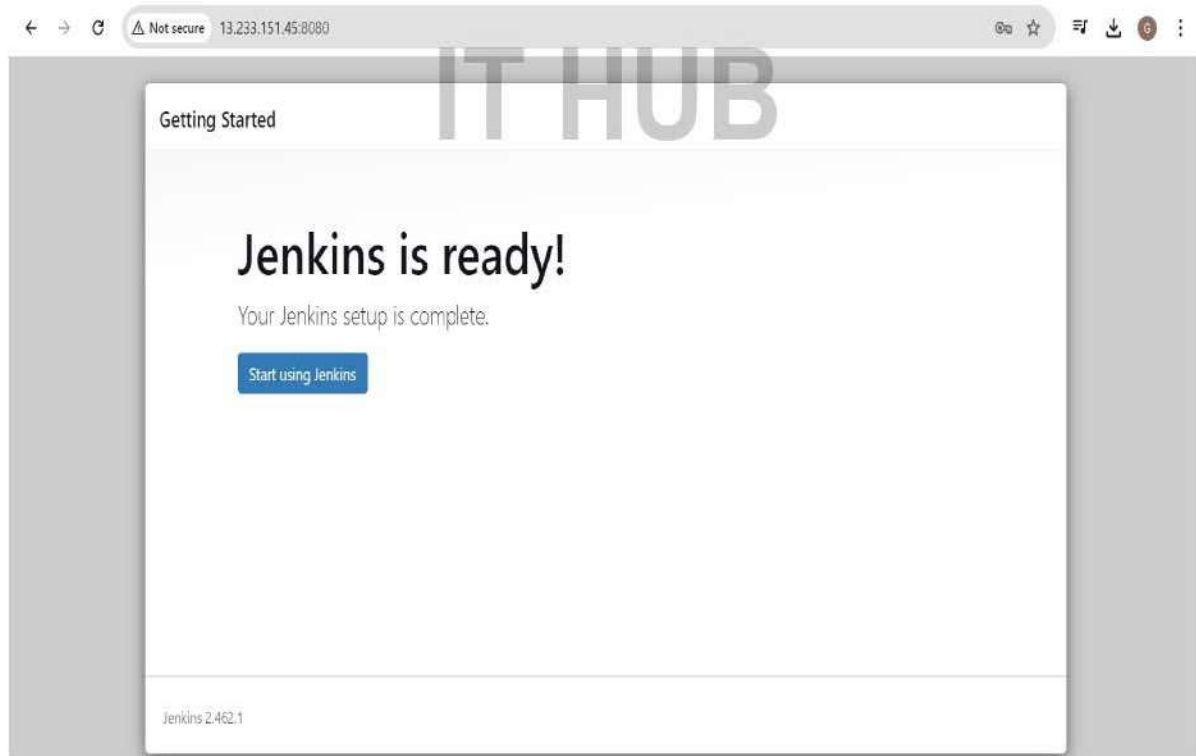 Not secure 13.233.151.45:8080
G
IT HUB
Getting Started
Jenkins is ready!
Your Jenkins setup is complete.
Start using Jenkins
Jenkins 2.462.1